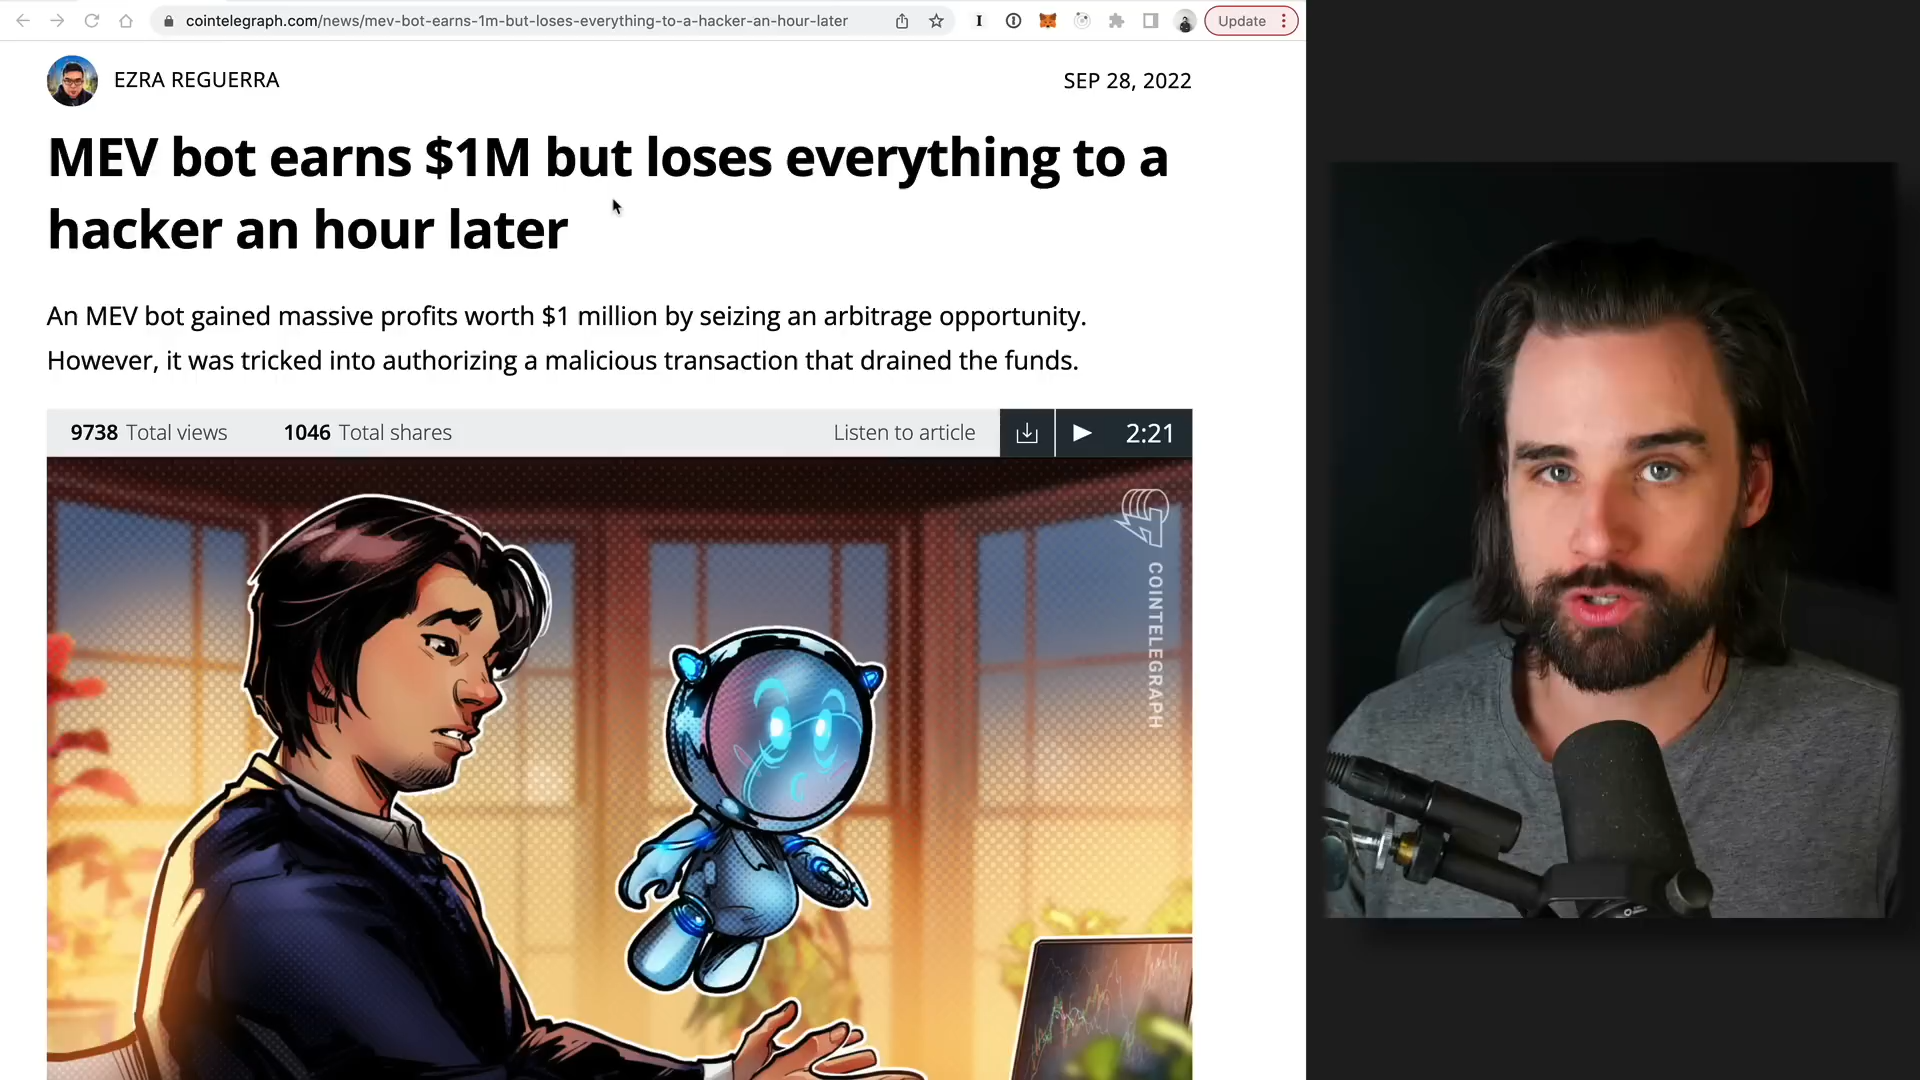 cointelegraph.com/news/mev-bot-earns-1m-but-loses-everything-to-a-hacker-an-hour-later
Update
EZRA REGUERRA
SEP 28, 2022
MEV bot earns $1M but loses everything to a
hacker an hour later
An MEV bot gained massive profits worth $1 million by seizing an arbitrage opportunity.
However, it was tricked into authorizing a malicious transaction that drained the funds.
9738 Total views
1046 Total shares
Listen to article
2:21
COINTELEGRAPH